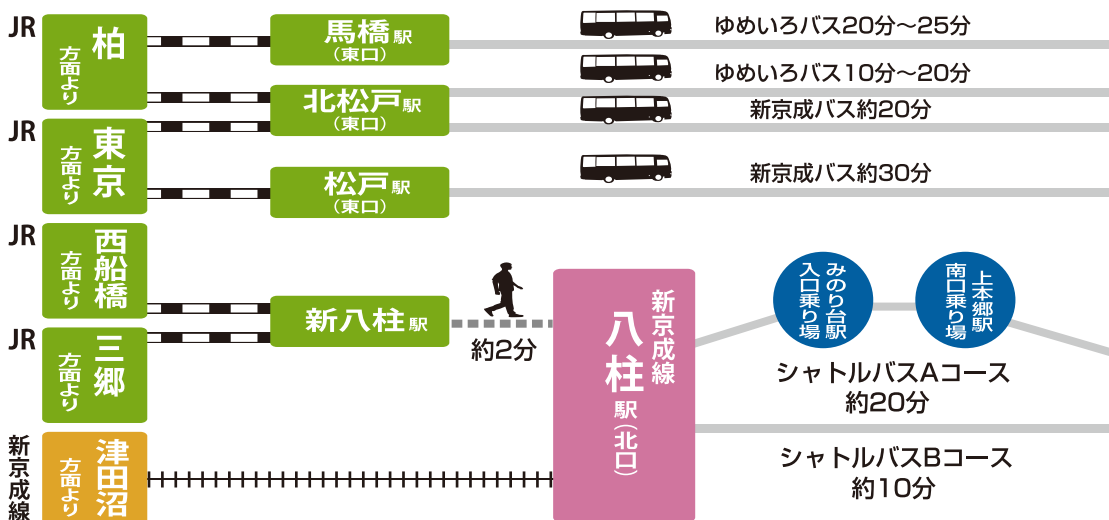 JR
柏
方面より
馬橋駅
(東口)
ゆめいろバス20分〜25分
ゆめいろバス10分〜20分
北松戸駅
(東口)
新京成バス約20分
JR
東京
方面より
松戸駅
(東口)
新京成バス約30分
JR
西船橋
方面より
新八柱駅
約2分
JR
三郷
方面より
新京成線
八柱駅(北口)
みのり台駅
入口乗り場
上本郷駅
南口乗り場
シャトルバスAコース
約20分
シャトルバスBコース
約10分
新京成線
津田沼
方面より